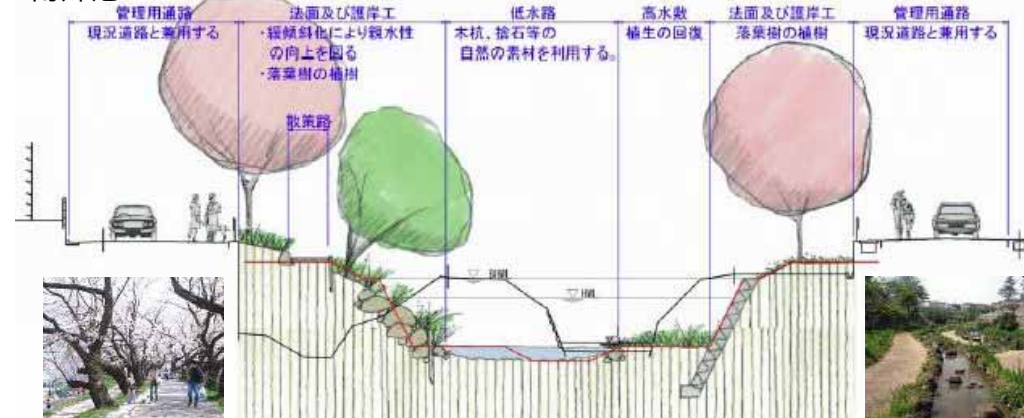 管理用通路
現況道路と兼用する
法面及び護岸工
・緩傾斜化により親水性
の向上を図る
・落葉樹の植樹
散策路
低水路
木杭、捨石等の
自然の素材を利用する。
高水敷
植生の回復
法面及び護岸工
落葉樹の植樹
管理用通路
現況道路と兼用する